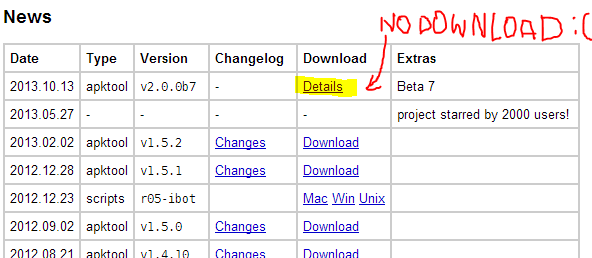 News
NO DOWNLOAD :(
Date Type Version Changelog Download Extras
2013.10.13 apktool v2.0.0b7 - Details Beta 7
2013.05.27 - - - - project starred by 2000 users!
2013.02.02 apktool v1.5.2 Changes Download
2012.12.28 apktool v1.5.1 Changes Download
2012.12.23 scripts r05-ibot Mac Win Unix
2012.09.02 apktool v1.5.0 Changes Download
2012.08.21 apktool v1.4.10 Changes Download